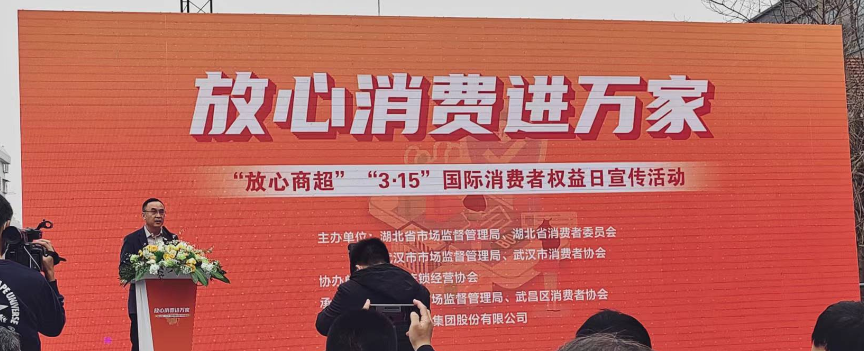 放心消费进万家
“放心商超”“3·15”国际消费者权益日宣传活动
主办单位：湖北省市场监督管理局、湖北省消费者委员会
汉市市场监督管理局、武汉市消费者协会
协办
锁经营协会
承
场监督管理局、武昌区消费者协会
集团股份有限公司
放心消费进万家
APE UNIVERSE